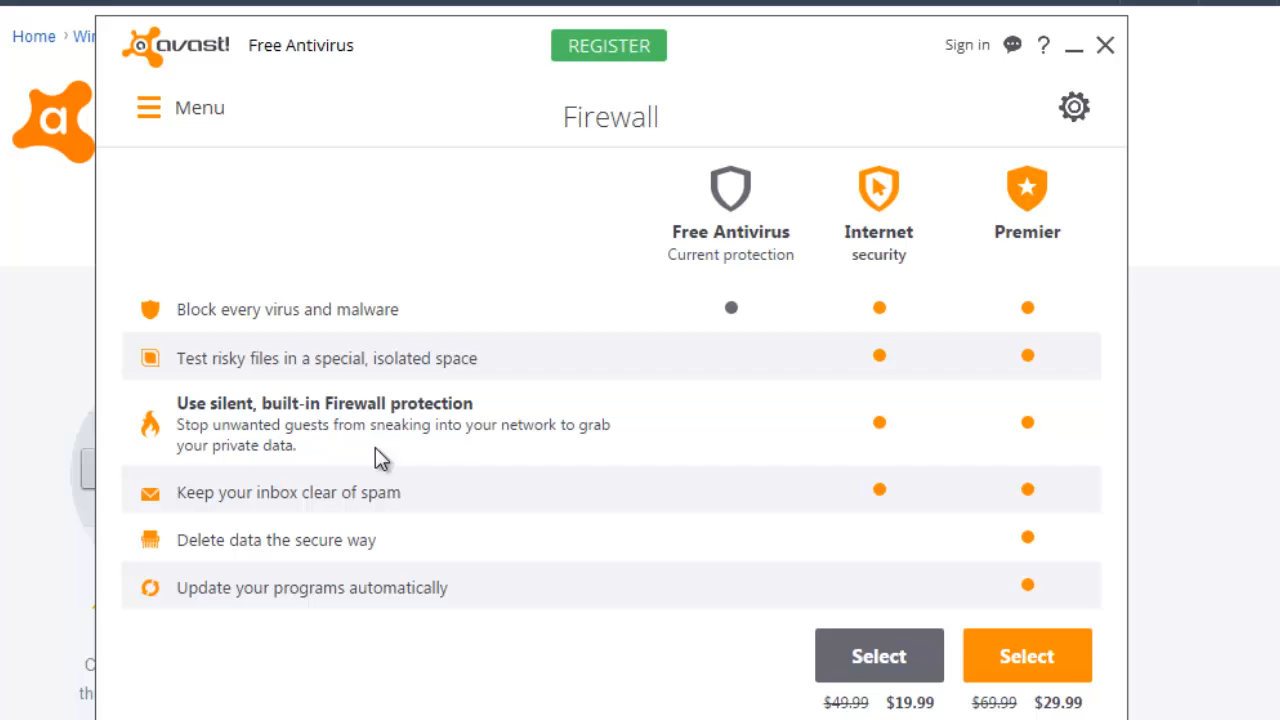 Home › Wi
avast! Free Antivirus REGISTER Sign in ?
Menu
Firewall
Free Antivirus Internet Premier
Current protection security
Block every virus and malware
Test risky files in a special, isolated space
Use silent, built-in Firewall protection
Stop unwanted guests from sneaking into your network to grab
your private data.
Keep your inbox clear of spam
Delete data the secure way
Update your programs automatically
Select Select
$49.99 $19.99 $69.99 $29.99
C
th